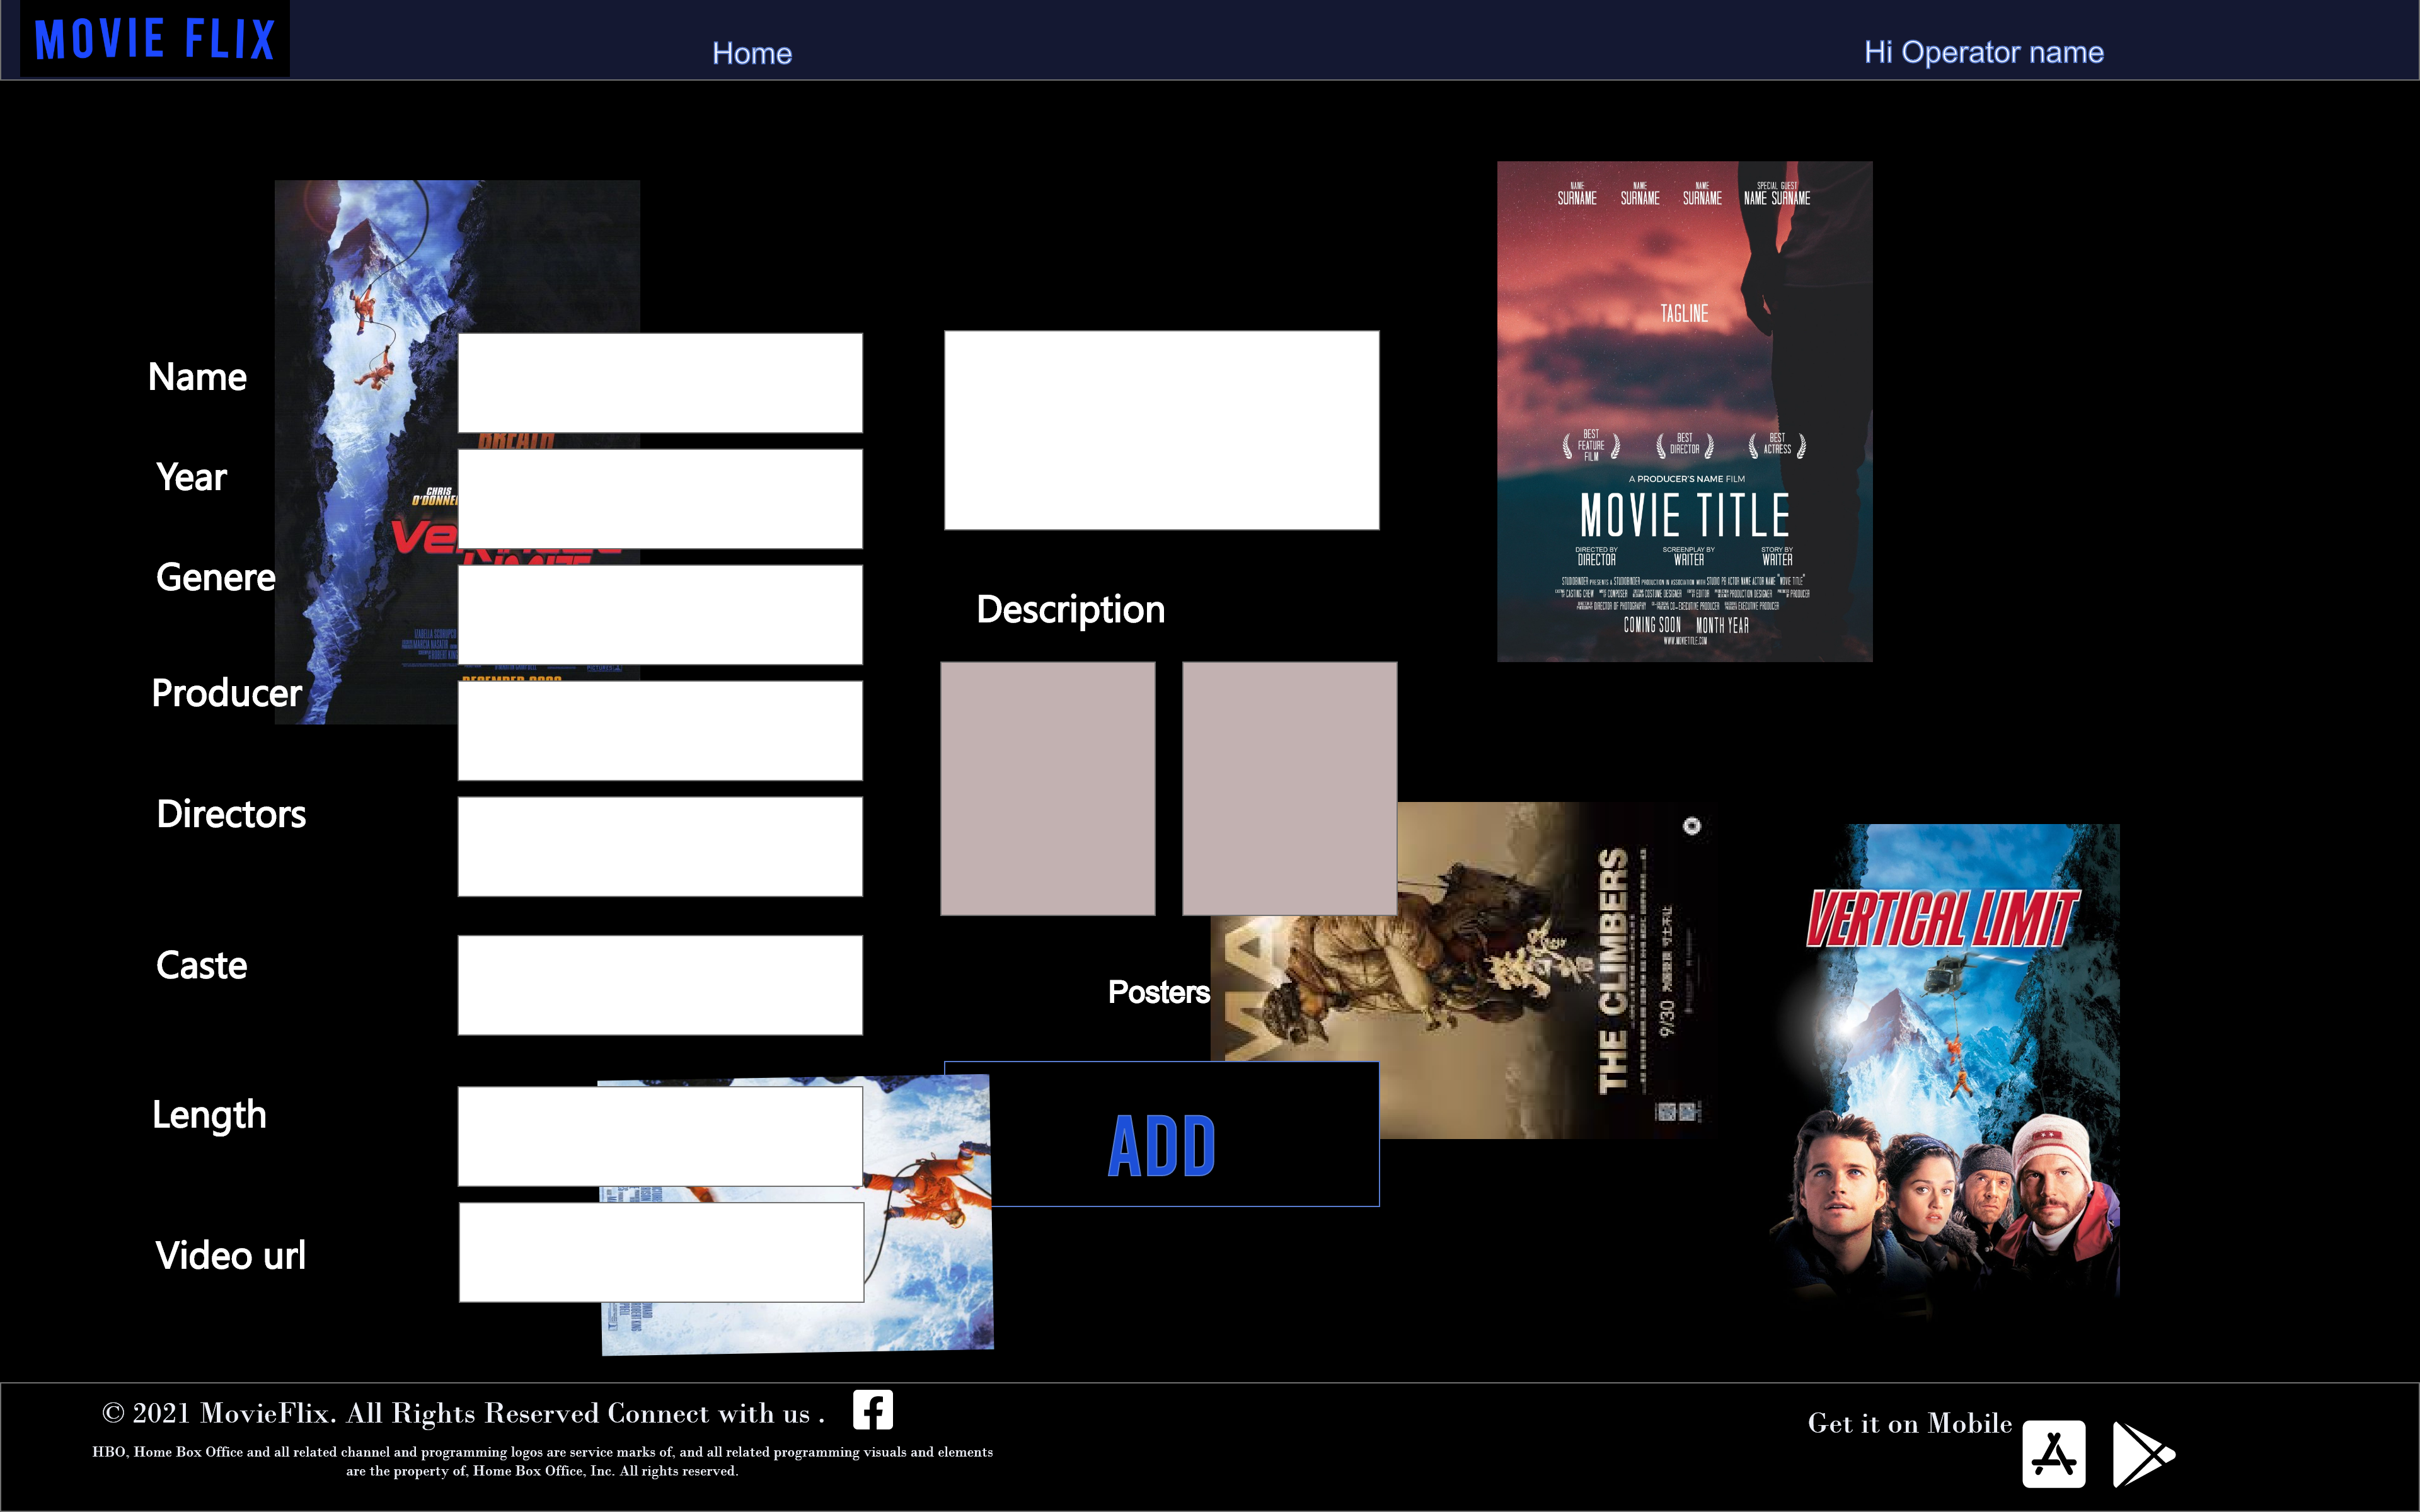 MOVIE FLIX
Home
Hi Operator name
NAME
SURNAME
NAME
SURNAME
NAME
SURNAME
SPECIAL GUEST
NAME SURNAME
TAGLINE
Name
BREATH
Year
CHRIS
BEST
FEATURE
FILM
BEST
DIRECTOR
BEST
ACTRESS
A PRODUCER'S NAME FILM
MOVIE TITLE
DIRECTED BY
DIRECTOR
SCREENPLAY BY
WRITER
STORY BY
WRITER
Genere
Description
COMING SOON MONTH YEAR
WWW.MOVIETITLE.COM
Producer
Directors
Caste
Posters
THE CLIMBERS
9/30
VERTICAL LIMIT
Length
ADD
Video url
© 2021 MovieFlix. All Rights Reserved Connect with us .
HBO, Home Box Office and all related channel and programming logos are service marks of, and all related programming visuals and elements
are the property of, Home Box Office, Inc. All rights reserved.
Get it on Mobile